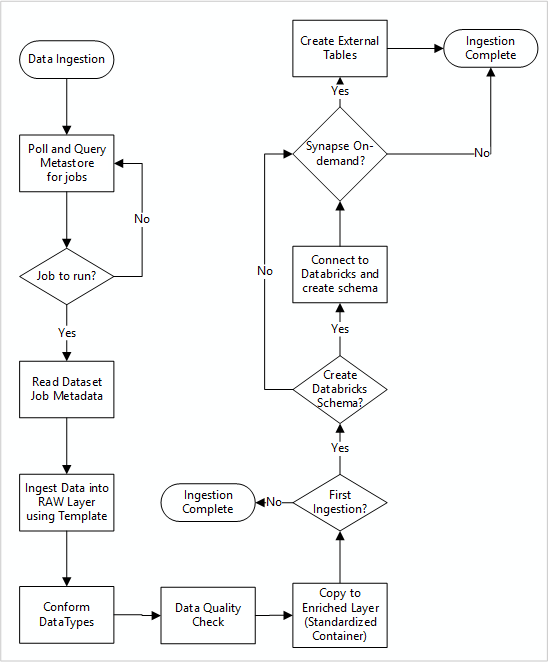 Data Ingestion
Poll and Query
Metastore
for jobs
No
Job to run?
Yes
Read Dataset
Job Metadata
Ingest Data into
RAW Layer
using Template
Conform
DataTypes
Data Quality
Check
Copy to
Enriched Layer
(Standardized
Container)
First
Ingestion?
No
Ingestion
Complete
Yes
Create
Databricks
Schema?
No
Yes
Connect to
Databricks and
create schema
Synapse On-
demand?
No
Yes
Create External
Tables
Ingestion
Complete